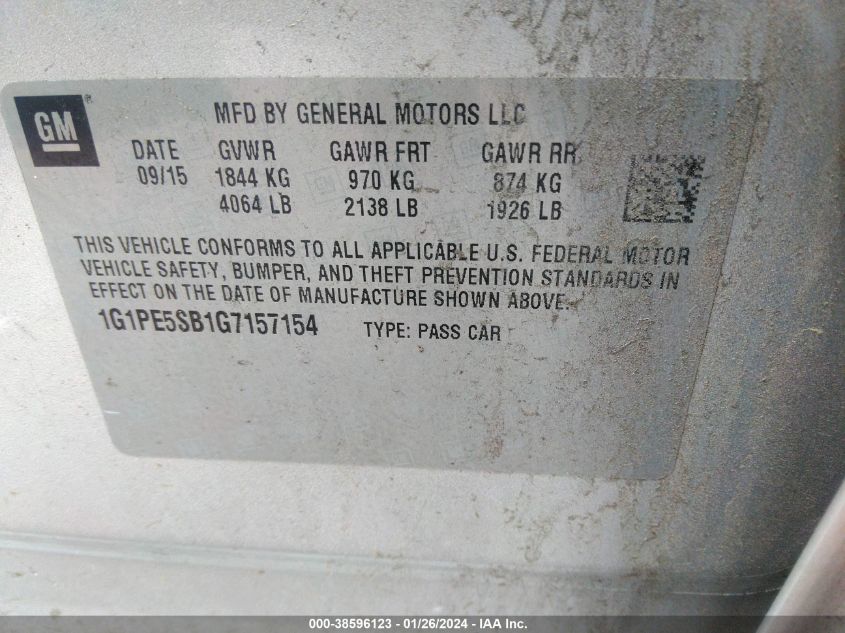 GM ®
MFD BY GENERAL MOTORS LLC
DATE GVWR GAWR FRT GAWR RR
09/15 1844 KG 970 KG 874 KG
4064 LB 2138 LB 1926 LB
THIS VEHICLE CONFORMS TO ALL APPLICABLE U.S. FEDERAL MOTOR
VEHICLE SAFETY, BUMPER, AND THEFT PREVENTION STANDARDS IN
EFFECT ON THE DATE OF MANUFACTURE SHOWN ABOVE.
1G1PE5SB1G7157154 TYPE: PASS CAR
000-38596123 - 01/26/2024 - IAA Inc.